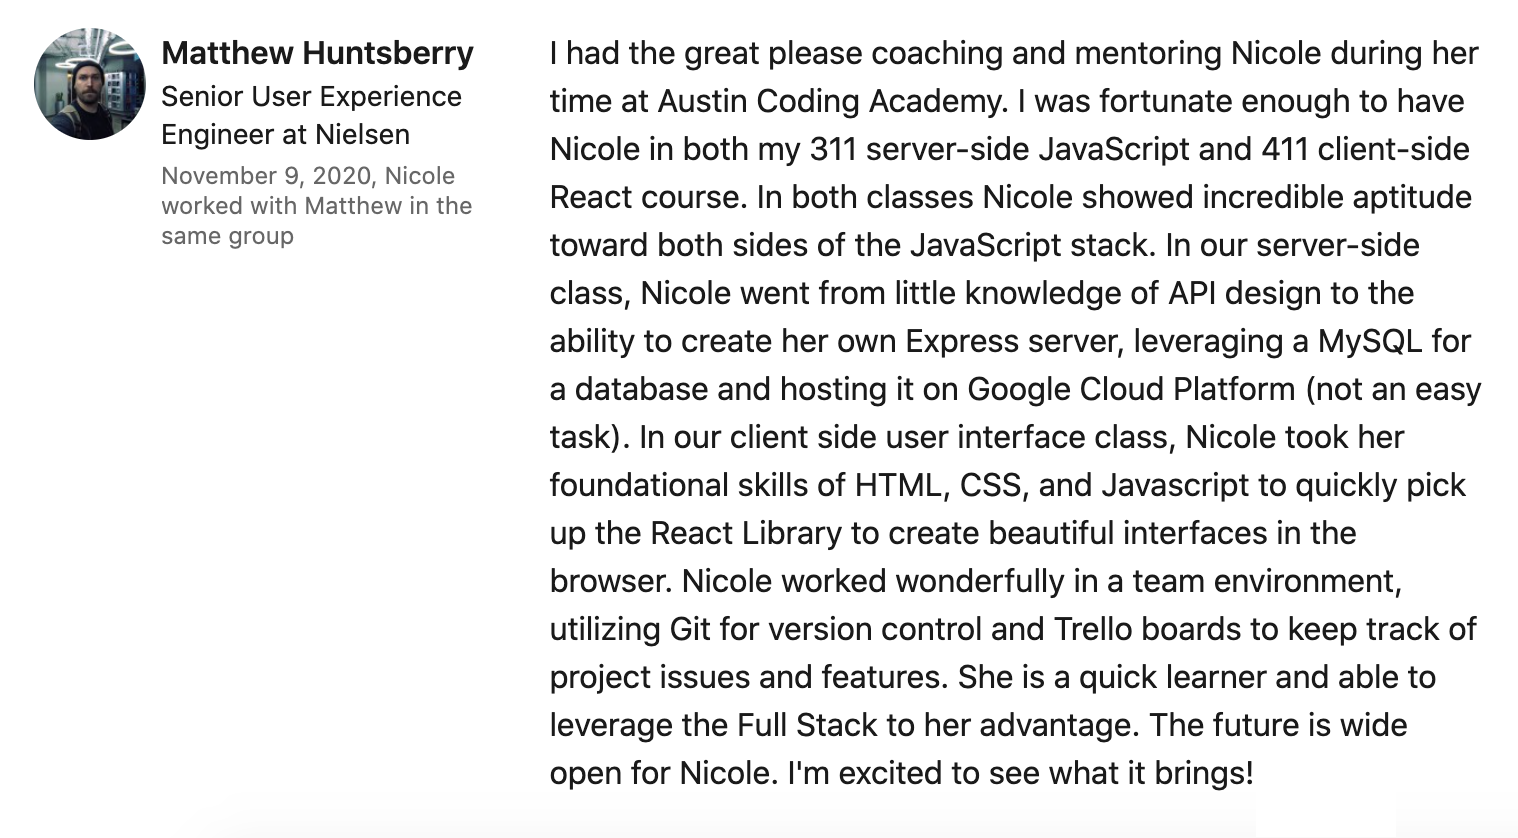 Matthew Huntsberry
Senior User Experience
Engineer at Nielsen
November 9, 2020, Nicole
worked with Matthew in the
same group
I had the great please coaching and mentoring Nicole during her
time at Austin Coding Academy. I was fortunate enough to have
Nicole in both my 311 server-side JavaScript and 411 client-side
React course. In both classes Nicole showed incredible aptitude
toward both sides of the JavaScript stack. In our server-side
class, Nicole went from little knowledge of API design to the
ability to create her own Express server, leveraging a MySQL for
a database and hosting it on Google Cloud Platform (not an easy
task). In our client side user interface class, Nicole took her
foundational skills of HTML, CSS, and Javascript to quickly pick
up the React Library to create beautiful interfaces in the
browser. Nicole worked wonderfully in a team environment,
utilizing Git for version control and Trello boards to keep track of
project issues and features. She is a quick learner and able to
leverage the Full Stack to her advantage. The future is wide
open for Nicole. I'm excited to see what it brings!